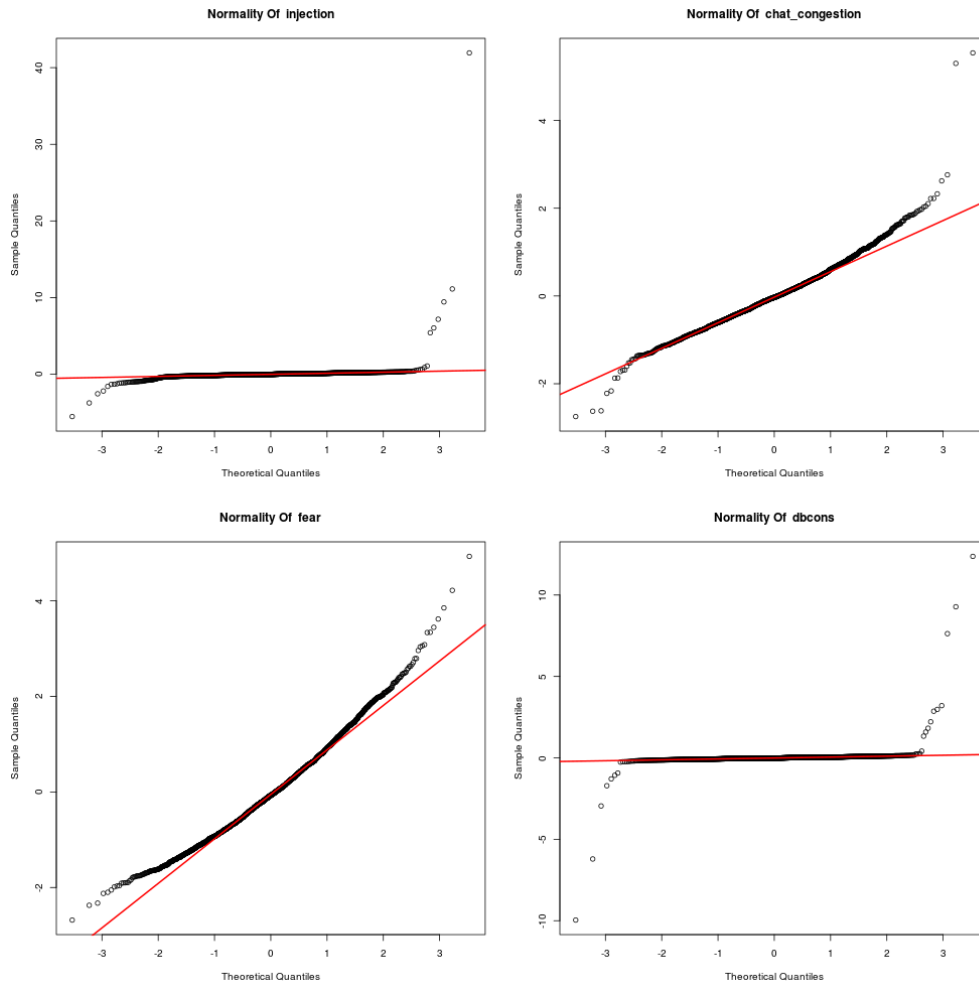 Normality Of injection
Sample Quantiles
40
30
20
10
0
-3 -2 -1 0 1 2 3
Theoretical Quantiles
Normality Of chat_congestion
Sample Quantiles
4
2
0
-2
-3 -2 -1 0 1 2 3
Theoretical Quantiles
Normality Of fear
Sample Quantiles
4
2
0
-2
-3 -2 -1 0 1 2 3
Theoretical Quantiles
Normality Of dbcons
Sample Quantiles
10
5
0
-5
-10
-3 -2 -1 0 1 2 3
Theoretical Quantiles